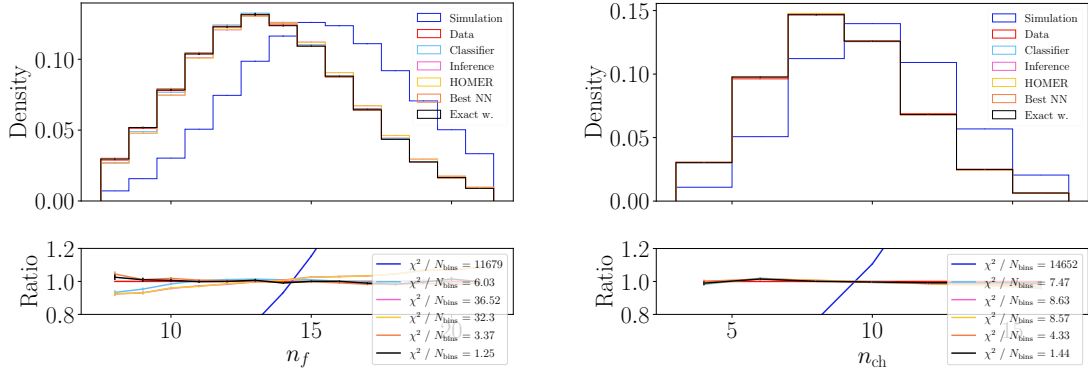 Density
0.10
0.05
0.00
Simulation
Data
Classifier
Inference
HOMER
Best NN
Exact w.
Ratio
1.2
1.0
0.8
χ² / N_bins = 11679
χ² / N_bins = 6.03
χ² / N_bins = 36.52
χ² / N_bins = 32.3
χ² / N_bins = 3.37
χ² / N_bins = 1.25
10 15 20
n_f
Density
0.15
0.10
0.05
0.00
Simulation
Data
Classifier
Inference
HOMER
Best NN
Exact w.
Ratio
1.2
1.0
0.8
χ² / N_bins = 14652
χ² / N_bins = 7.47
χ² / N_bins = 8.63
χ² / N_bins = 8.57
χ² / N_bins = 4.33
χ² / N_bins = 1.44
5 10
n_ch